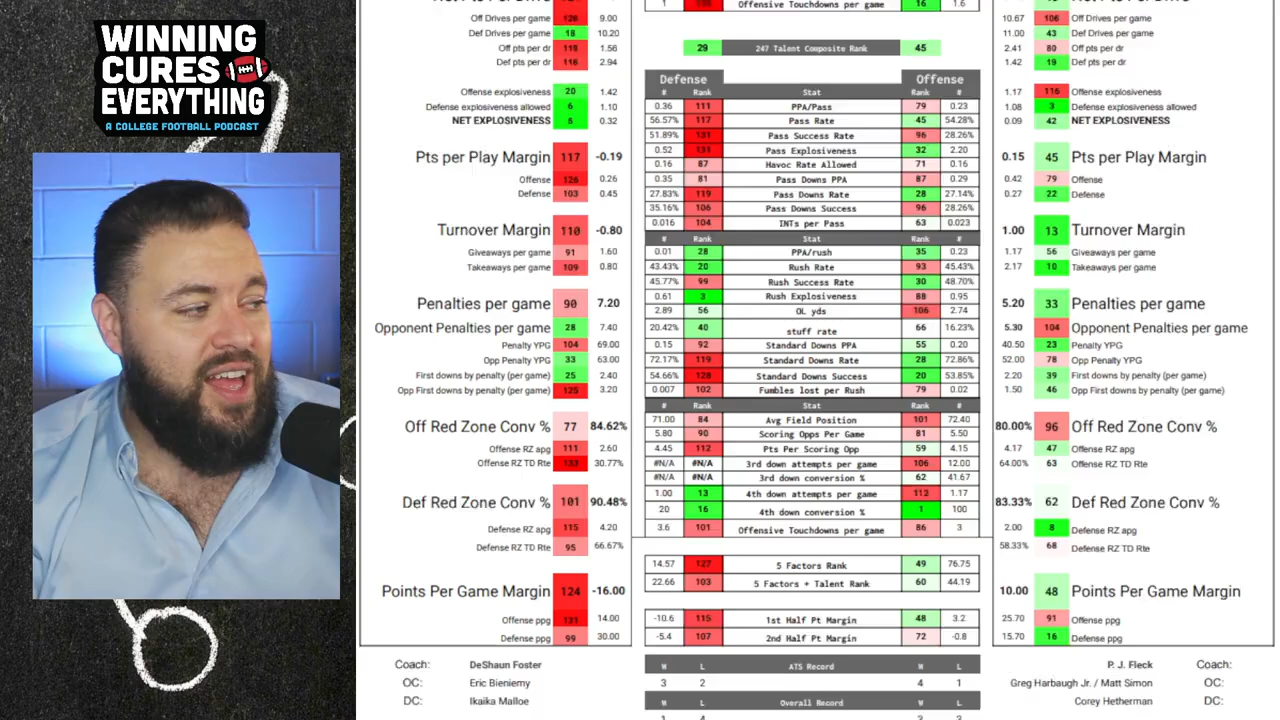 WINNING
CURES
EVERYTHING
A COLLEGE FOOTBALL PODCAST
Off Drives per game 126 9.00
Def Drives per game 18 10.20
Off pts per dr 118 1.56
Def pts per dr 116 2.94
Offense explosiveness 20 1.42
Defense explosiveness allowed 6 1.10
NET EXPLOSIVENESS 6 0.32
Pts per Play Margin 117 -0.19
Offense 126 0.26
Defense 103 0.45
Turnover Margin 110 -0.80
Giveaways per game 91 1.60
Takeaways per game 109 0.80
Penalties per game 90 7.20
Opponent Penalties per game 28 7.40
Penalty YPG 104 69.00
Opp Penalty YPG 33 63.00
First downs by penalty (per game) 25 2.40
Opp First downs by penalty (per game) 125 3.20
Off Red Zone Conv % 77 84.62%
Offense RZ apg 111 2.60
Offense RZ TD Rte 133 30.77%
Def Red Zone Conv % 101 90.48%
Defense RZ apg 115 4.20
Defense RZ TD Rte 95 66.67%
Points Per Game Margin 124 -16.00
Offense ppg 131 14.00
Defense ppg 99 30.00
Coach: DeShaun Foster
OC: Eric Bieniemy
DC: Ikaika Malloe
1 Offensive Touchdowns per game 16 1.6
29 247 Talent Composite Rank 45
Defense Offense
# Rank Stat Rank #
0.36 111 PPA/Pass 79 0.23
56.57% 117 Pass Rate 45 54.28%
51.89% 131 Pass Success Rate 96 28.26%
0.52 131 Pass Explosiveness 32 2.20
0.16 87 Havoc Rate Allowed 71 0.16
0.35 81 Pass Downs PPA 87 0.29
27.83% 119 Pass Downs Rate 28 27.14%
35.16% 106 Pass Downs Success 96 28.26%
0.016 104 INTs per Pass 63 0.023
# Rank Stat Rank #
0.01 28 PPA/rush 35 0.23
43.43% 20 Rush Rate 93 45.43%
45.77% 99 Rush Success Rate 30 48.70%
0.61 3 Rush Explosiveness 88 0.95
2.89 56 OL yds 106 2.74
20.42% 40 stuff rate 66 16.23%
0.15 92 Standard Downs PPA 55 0.20
72.17% 119 Standard Downs Rate 28 72.86%
54.66% 128 Standard Downs Success 20 53.85%
0.007 102 Fumbles lost per Rush 79 0.02
# Rank Stat Rank #
71.00 84 Avg Field Position 101 72.40
5.80 90 Scoring Opps Per Game 81 5.50
4.45 112 Pts Per Scoring Opp 59 4.15
#N/A #N/A 3rd down attempts per game 106 12.00
#N/A #N/A 3rd down conversion % 62 41.67
1.00 13 4th down attempts per game 112 1.17
20 16 4th down conversion % 1 100
3.6 101 Offensive Touchdowns per game 86 3
14.57 127 5 Factors Rank 49 76.75
22.66 103 5 Factors + Talent Rank 60 44.19
-10.6 115 1st Half Pt Margin 48 3.2
-5.4 107 2nd Half Pt Margin 72 -0.8
W L ATS Record W L
3 2 4 1
W L Overall Record W L
10.67 106 Off Drives per game
11.00 43 Def Drives per game
2.41 80 Off pts per dr
1.42 19 Def pts per dr
1.17 116 Offense explosiveness
1.08 3 Defense explosiveness allowed
0.09 42 NET EXPLOSIVENESS
0.15 45 Pts per Play Margin
0.42 79 Offense
0.27 22 Defense
1.00 13 Turnover Margin
1.17 56 Giveaways per game
2.17 10 Takeaways per game
5.20 33 Penalties per game
5.30 104 Opponent Penalties per game
40.50 23 Penalty YPG
52.00 78 Opp Penalty YPG
2.20 39 First downs by penalty (per game)
1.50 46 Opp First downs by penalty (per game)
80.00% 96 Off Red Zone Conv %
4.17 47 Offense RZ apg
64.00% 63 Offense RZ TD Rte
83.33% 62 Def Red Zone Conv %
2.00 8 Defense RZ apg
58.33% 68 Defense RZ TD Rte
10.00 48 Points Per Game Margin
25.70 91 Offense ppg
15.70 16 Defense ppg
P. J. Fleck Coach:
Greg Harbaugh Jr. / Matt Simon OC:
Corey Hetherman DC: